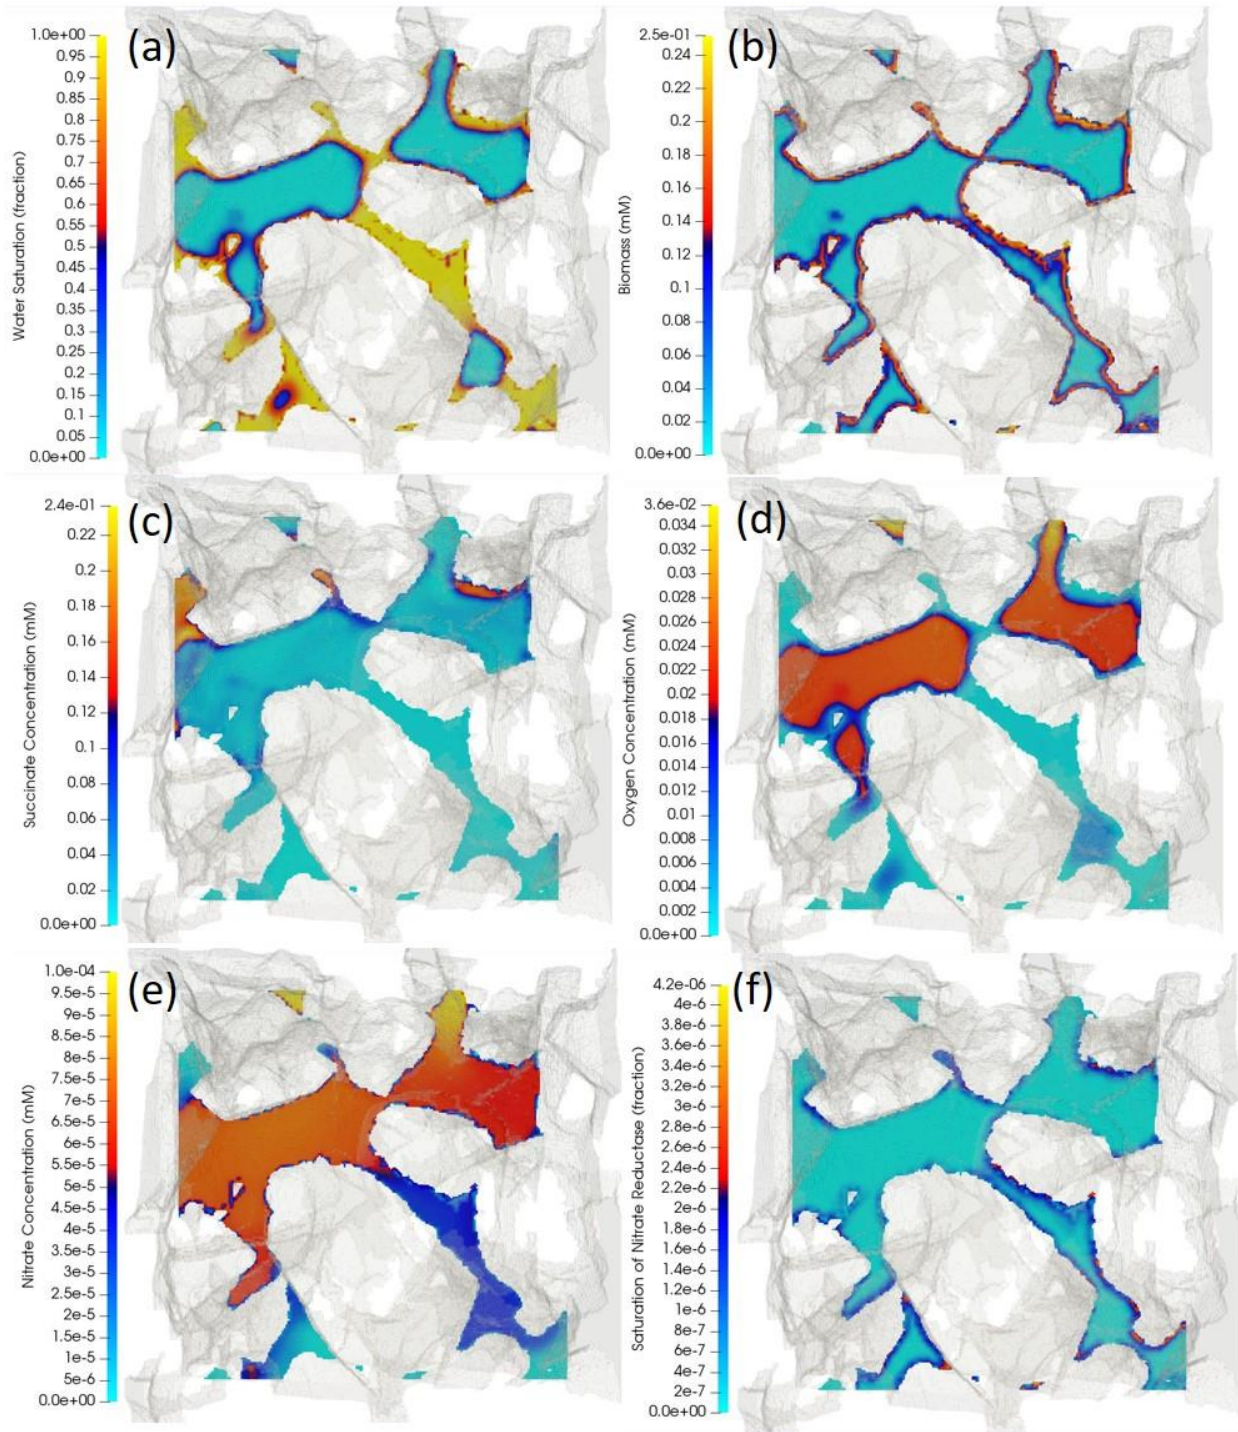 (a)
1.0e+00
0.95
0.9
0.85
0.8
0.75
0.7
0.65
0.6
0.55
0.5
0.45
0.4
0.35
0.3
0.25
0.2
0.15
0.1
0.05
0.0e+00
Water Saturation (fraction)
(b)
2.5e-01
0.24
0.22
0.2
0.18
0.16
0.14
0.12
0.1
0.08
0.06
0.04
0.02
0.0e+00
Biomass (mM)
(c)
2.4e-01
0.22
0.2
0.18
0.16
0.14
0.12
0.1
0.08
0.06
0.04
0.02
0.0e+00
Succinate Concentration (mM)
(d)
3.6e-02
0.034
0.032
0.03
0.028
0.026
0.024
0.022
0.02
0.018
0.016
0.014
0.012
0.010
0.008
0.006
0.004
0.002
0.0e+00
Oxygen Concentration (mM)
(e)
1.0e-04
9.5e-5
9e-5
8.5e-5
8e-5
7.5e-5
7e-5
6.5e-5
6e-5
5.5e-5
5e-5
4.5e-5
4e-5
3.5e-5
3e-5
2.5e-5
2e-5
1.5e-5
1e-5
5e-6
0.0e+00
Nitrate Concentration (mM)
(f)
4.2e-06
4e-6
3.8e-6
3.6e-6
3.4e-6
3.2e-6
3e-6
2.8e-6
2.6e-6
2.4e-6
2.2e-6
2e-6
1.8e-6
1.6e-6
1.4e-6
1.2e-6
1e-6
8e-7
6e-7
4e-7
2e-7
0.0e+00
Saturation of Nitrate Reductase (fraction)